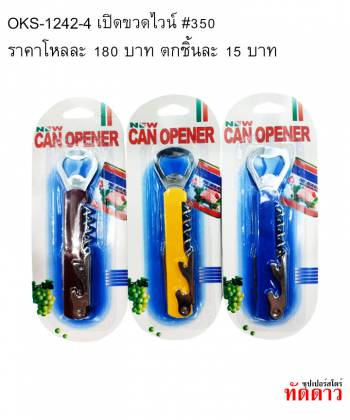 OKS-1242-4 เปิดขวดไวน์ #350
ราคาโหลละ 180 บาท ตกชิ้นละ 15 บาท
NEW NEW NEW
CAN OPENER CAN OPENER CAN OPENER
ซุปเปอร์สโตร์
ทัดดาว